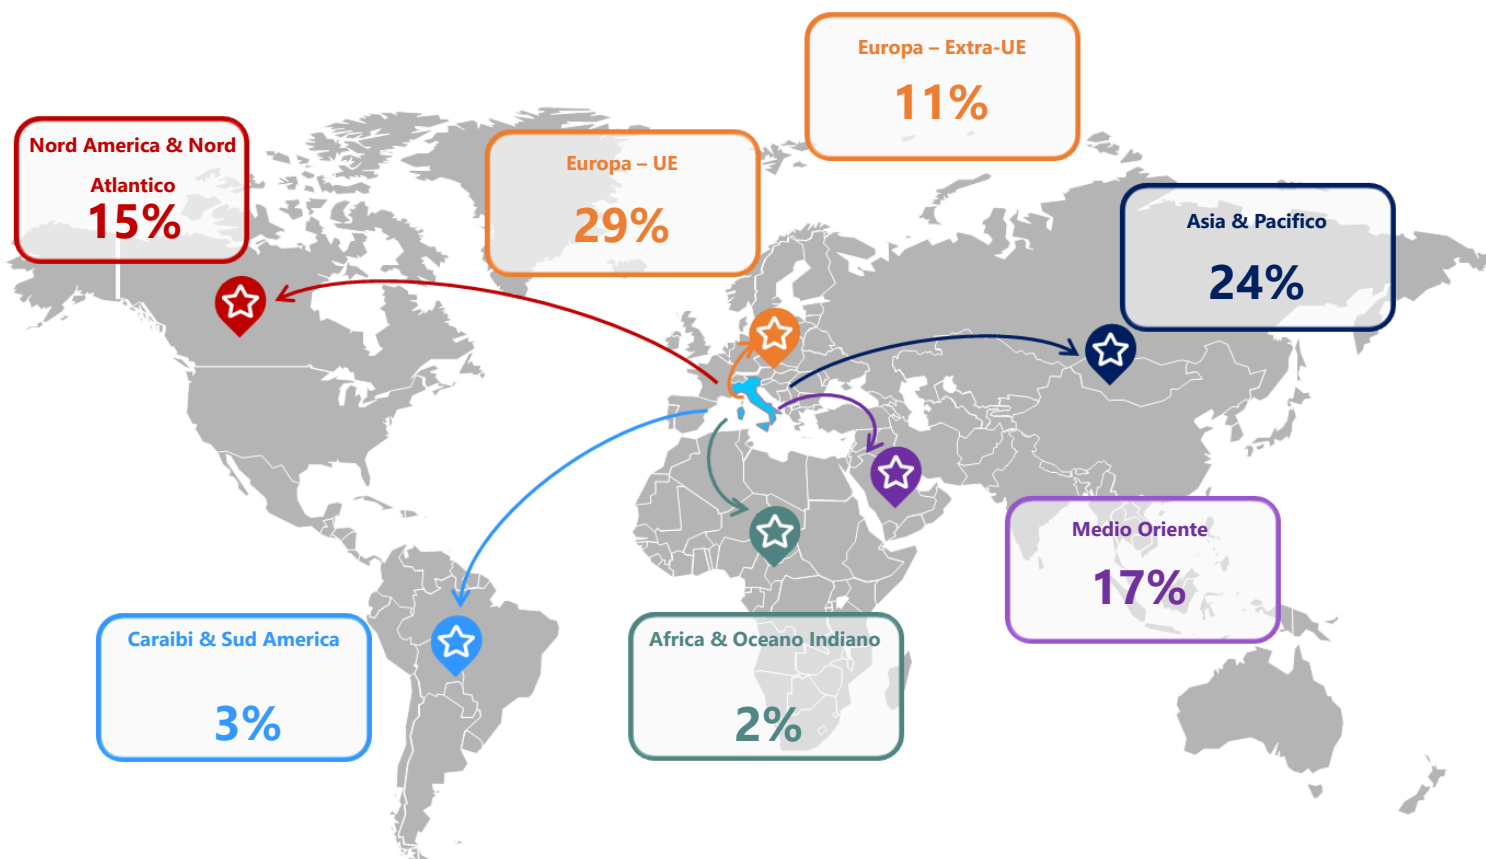 Europa – Extra-UE
11%
Nord America & Nord
Atlantico
15%
Europa – UE
29%
Asia & Pacifico
24%
Medio Oriente
17%
Caraibi & Sud America
3%
Africa & Oceano Indiano
2%